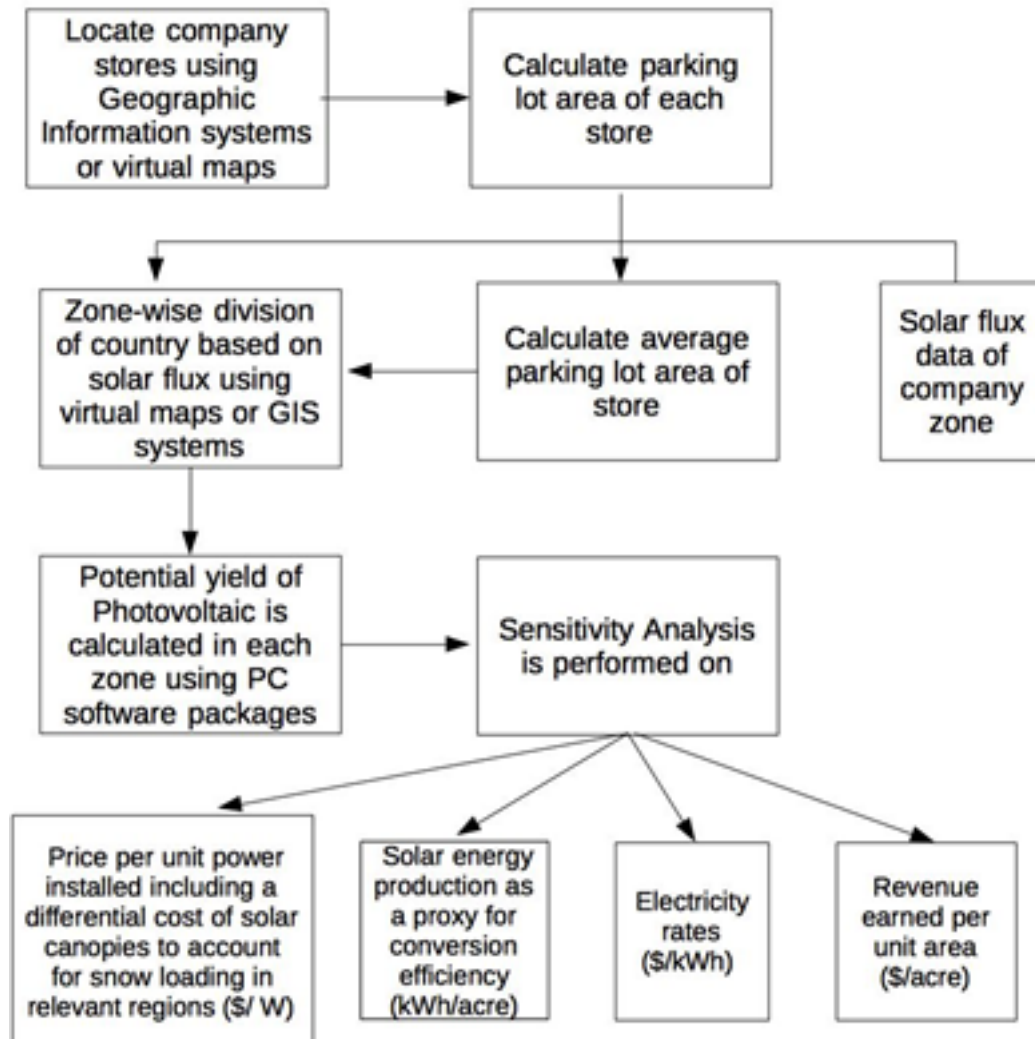 Locate company
stores using
Geographic
Information systems
or virtual maps
Calculate parking
lot area of each
store
Zone-wise division
of country based on
solar flux using
virtual maps or GIS
systems
Calculate average
parking lot area of
store
Solar flux
data of
company
zone
Potential yield of
Photovoltaic is
calculated in each
zone using PC
software packages
Sensitivity Analysis
is performed on
Price per unit power
installed including a
differential cost of solar
canopies to account
for snow loading in
relevant regions ($/ W)
Solar energy
production as
a proxy for
conversion
efficiency
(kWh/acre)
Electricity
rates
($/kWh)
Revenue
earned per
unit area
($/acre)